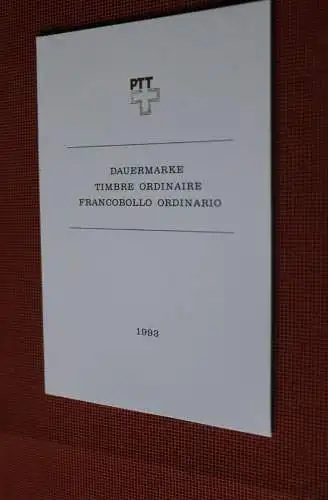 PTT
DAUERMARKE
TIMBRE ORDINAIRE
FRANCOBOLLO ORDINARIO
1993